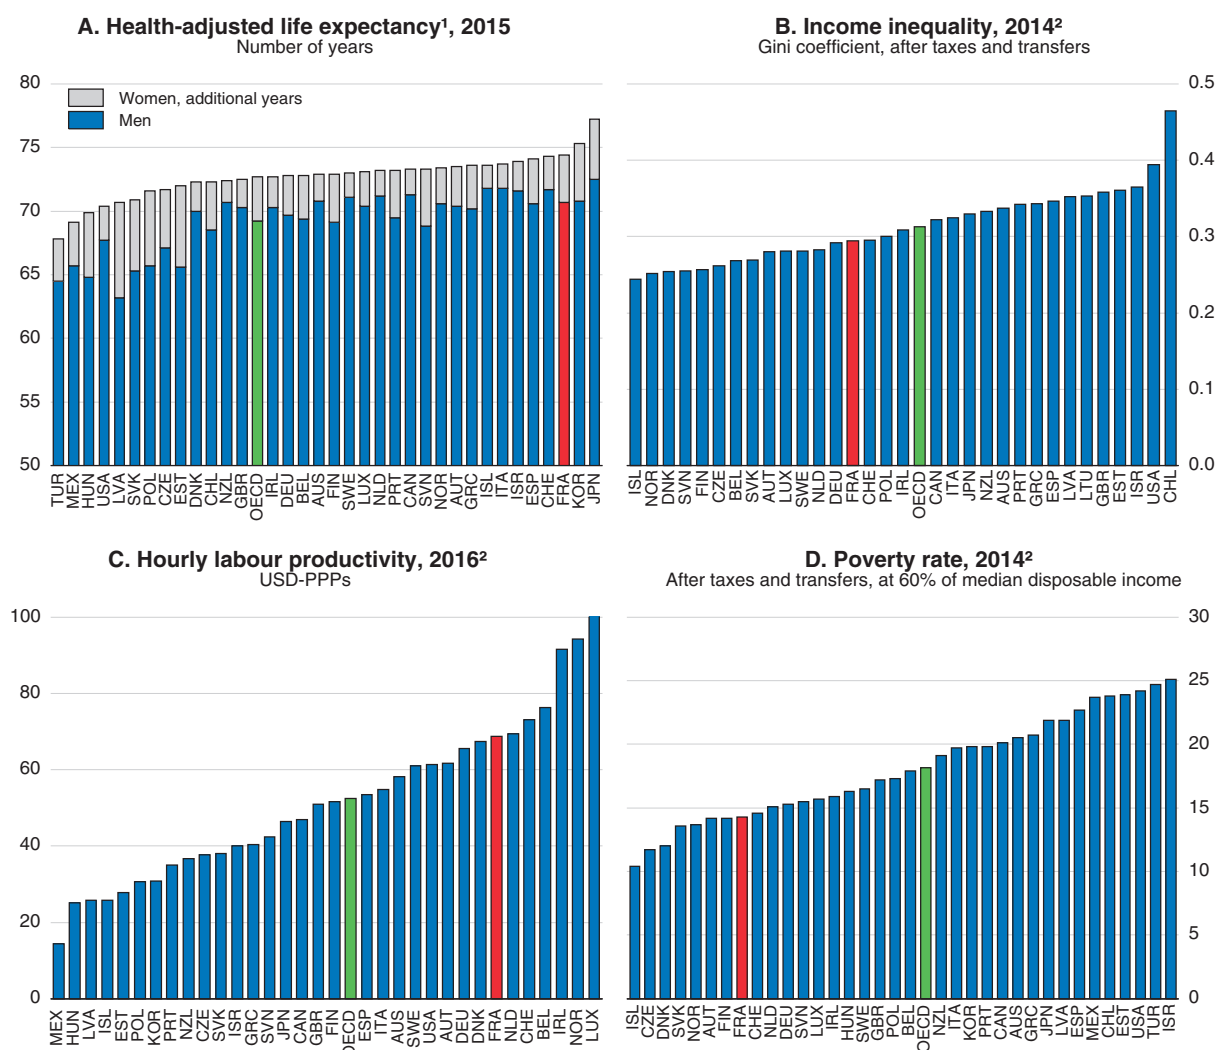 A. Health-adjusted life expectancy¹, 2015
Number of years
80
75
70
65
60
55
50
Women, additional years
Men
TUR MEX HUN USA LVA SVK POL CZE EST DNK CHL NZL GBR OECD IRL DEU BEL AUS FIN SWE LUX NLD PRT CAN SVN NOR AUT GRC ISL ITA ISR ESP CHE FRA KOR JPN
B. Income inequality, 2014²
Gini coefficient, after taxes and transfers
0.5
0.4
0.3
0.2
0.1
0.0
ISL NOR DNK SVN FIN CZE BEL SVK AUT LUX SWE NLD DEU FRA CHE POL IRL OECD CAN ITA JPN NZL AUS PRT GRC ESP LVA LTU GBR EST ISR USA CHL
C. Hourly labour productivity, 2016²
USD-PPPs
100
80
60
40
20
0
MEX HUN LVA ISL EST POL KOR PRT NZL CZE SVK ISR GRC SVN JPN CAN GBR FIN OECD ESP ITA AUS SWE USA AUT DEU DNK FRA NLD CHE BEL IRL NOR LUX
D. Poverty rate, 2014²
After taxes and transfers, at 60% of median disposable income
30
25
20
15
10
5
0
ISL CZE DNK SVK NOR AUT FIN FRA CHE NLD DEU SVN LUX IRL HUN SWE GBR POL BEL OECD NZL ITA KOR PRT CAN AUS GRC JPN LVA ESP MEX CHL EST USA TUR ISR